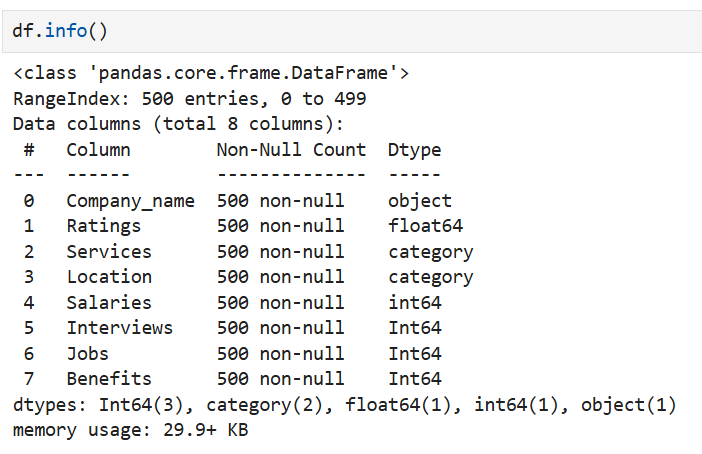 df.info()
<class 'pandas.core.frame.DataFrame'>
RangeIndex: 500 entries, 0 to 499
Data columns (total 8 columns):
 #   Column        Non-Null Count  Dtype
---  ------        --------------  -----
 0   Company_name  500 non-null    object
 1   Ratings       500 non-null    float64
 2   Services      500 non-null    category
 3   Location      500 non-null    category
 4   Salaries      500 non-null    int64
 5   Interviews    500 non-null    Int64
 6   Jobs          500 non-null    Int64
 7   Benefits      500 non-null    Int64
dtypes: Int64(3), category(2), float64(1), int64(1), object(1)
memory usage: 29.9+ KB